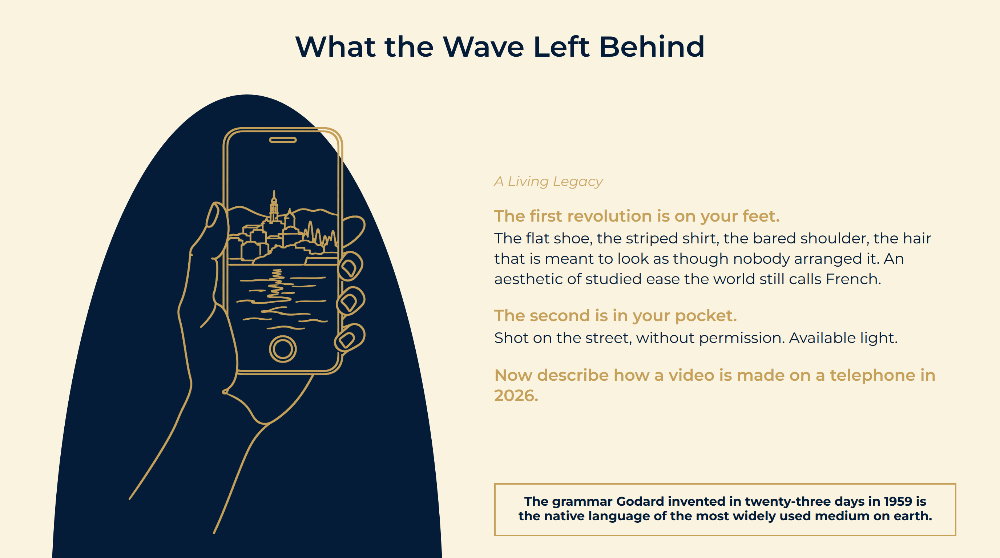 What the Wave Left Behind
A Living Legacy
The first revolution is on your feet.
The flat shoe, the striped shirt, the bared shoulder, the hair
that is meant to look as though nobody arranged it. An
aesthetic of studied ease the world still calls French.
The second is in your pocket.
Shot on the street, without permission. Available light.
Now describe how a video is made on a telephone in
2026.
The grammar Godard invented in twenty-three days in 1959 is
the native language of the most widely used medium on earth.